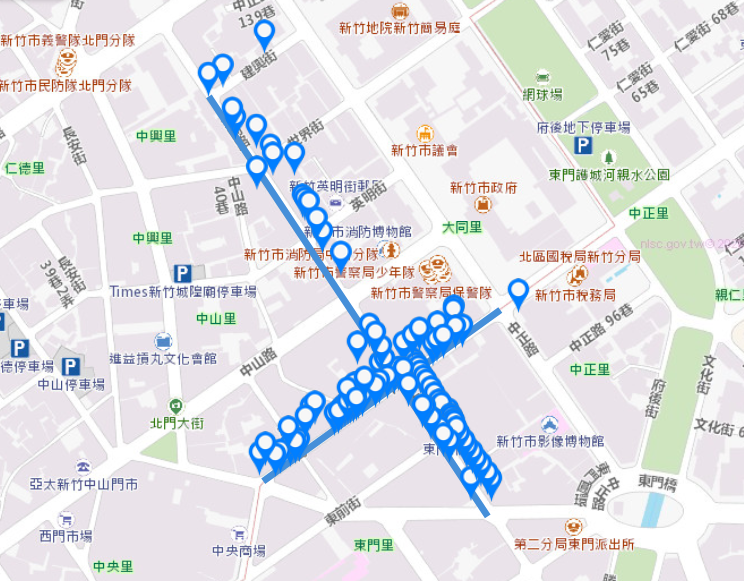 中正路
139巷
新竹地院新竹簡易庭
新竹市義警隊北門分隊
新竹市民防隊北門分隊
建興街
仁愛街
75巷
仁愛街 68巷
仁愛街
65巷
網球場
府後地下停車場
P
長安街
中興里
世界街
新竹市議會
仁德里
東門護城河親水公園
中山路
40巷
新竹英明街郵局
英明街
新竹市政府
中正里
大同里
中興里
新竹市消防博物館
nlsc.gov.tw©
新竹市消防局中山分隊
北區國稅局新竹分局
新竹市警察局少年隊
39巷2弄
P
新竹市警察局保警隊
新竹市稅務局
Times新竹城隍廟停車場
親仁里
停車場
中山里
中正路
中正路 96巷
P
進益摃丸文化會館
中山路
德停車場
P
中山停車場
中正里
府後街
文化街
北門大街
文化街
東門里
新竹市影像博物館
亞太新竹中山門市
中正路
東門橋
東前街
西門市場
中央商場
第二分局東門派出所
東門里
中央里